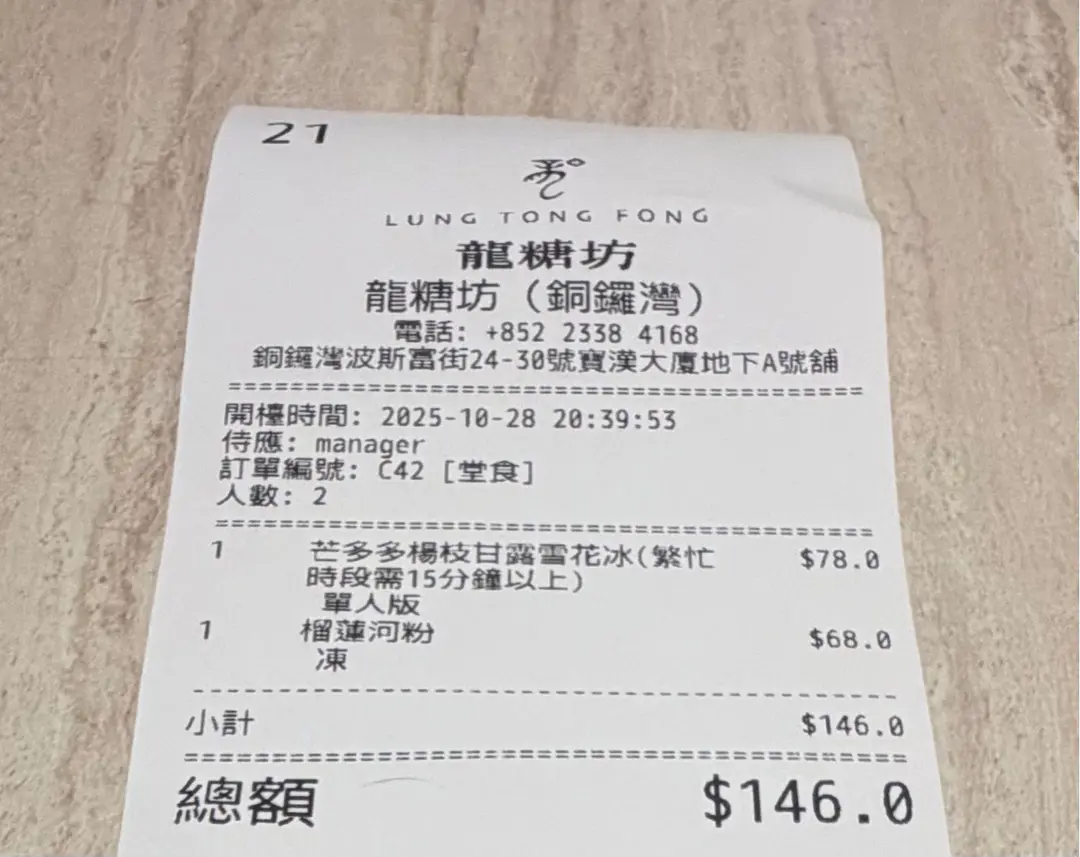 21
LUNG TONG FONG
龍糖坊
龍糖坊（銅鑼灣）
電話: +852 2338 4168
銅鑼灣波斯富街24-30號寶漢大廈地下A號舖
開檯時間: 2025-10-28 20:39:53
侍應: manager
訂單編號: C42 [堂食]
人數: 2
1 芒多多楊枝甘露雪花冰(繁忙 $78.0
時段需15分鐘以上)
單人版
1 榴蓮河粉 $68.0
凍
小計 $146.0
總額 $146.0